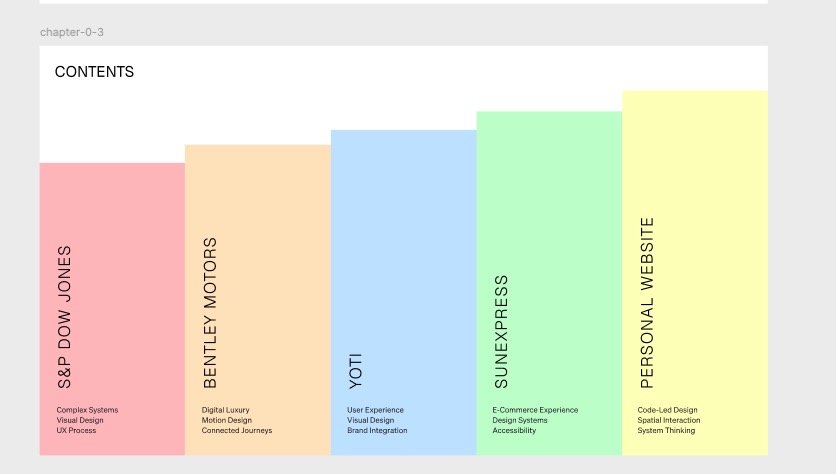 chapter-0-3
CONTENTS
S&P DOW JONES
Complex Systems
Visual Design
UX Process
BENTLEY MOTORS
Digital Luxury
Motion Design
Connected Journeys
YOTI
User Experience
Visual Design
Brand Integration
SUNEXPRESS
E-Commerce Experience
Design Systems
Accessibility
PERSONAL WEBSITE
Code-Led Design
Spatial Interaction
System Thinking